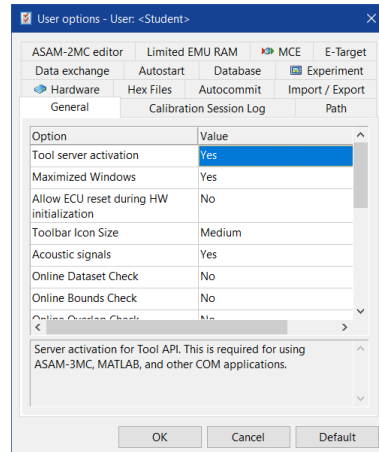 User options - User: <Student>
ASAM-2MC editor Limited EMU RAM MCE E-Target
Data exchange Autostart Database Experiment
Hardware Hex Files Autocommit Import / Export
General Calibration Session Log Path
Option Value
Tool server activation Yes
Maximized Windows Yes
Allow ECU reset during HW No
initialization
Toolbar Icon Size Medium
Acoustic signals Yes
Online Dataset Check No
Online Bounds Check No
Online Overlap Check No
Server activation for Tool API. This is required for using
ASAM-3MC, MATLAB, and other COM applications.
OK Cancel Default